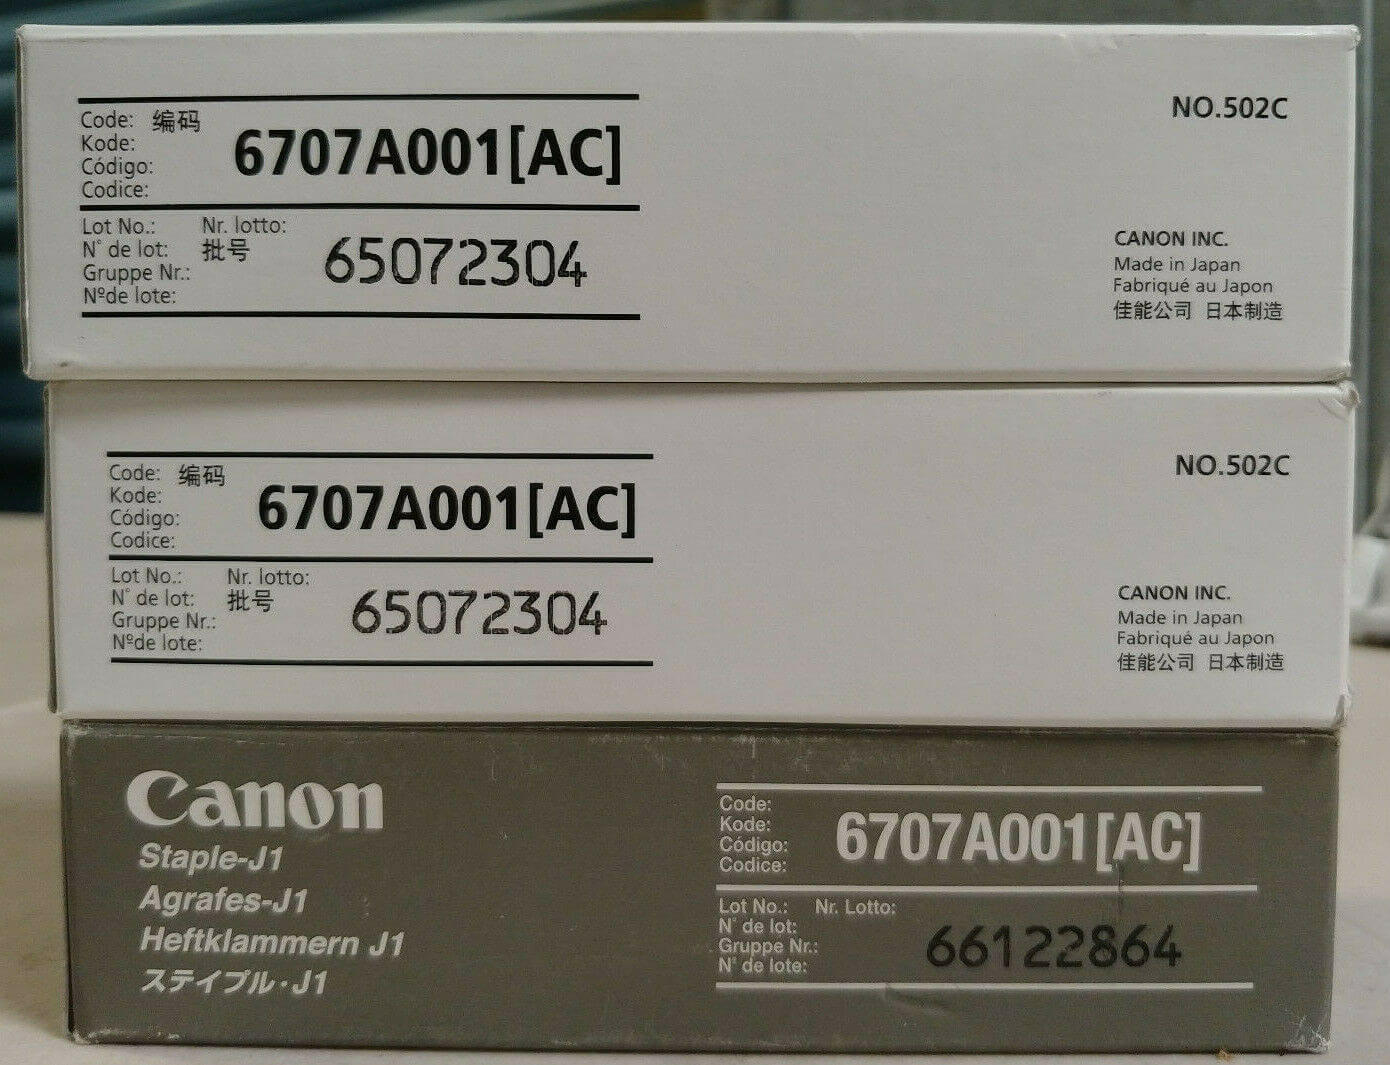 Code: 编码
Kode:
Código:
Codice:
6707A001[AC]
Lot No.: Nr. lotto:
N° de lot: 批号
Gruppe Nr.:
Nºde lote:
65072304
NO.502C
CANON INC.
Made in Japan
Fabriqué au Japon
佳能公司 日本制造
Code: 编码
Kode:
Código:
Codice:
6707A001[AC]
Lot No.: Nr. lotto:
N° de lot: 批号
Gruppe Nr.:
Nºde lote:
65072304
NO.502C
CANON INC.
Made in Japan
Fabriqué au Japon
佳能公司 日本制造
Canon
Staple-J1
Agrafes-J1
Heftklammern J1
ステイプル・J1
Code:
Kode:
Código:
Codice:
6707A001[AC]
Lot No.: Nr. Lotto:
N° de lot:
Gruppe Nr.:
N° de lote:
66122864